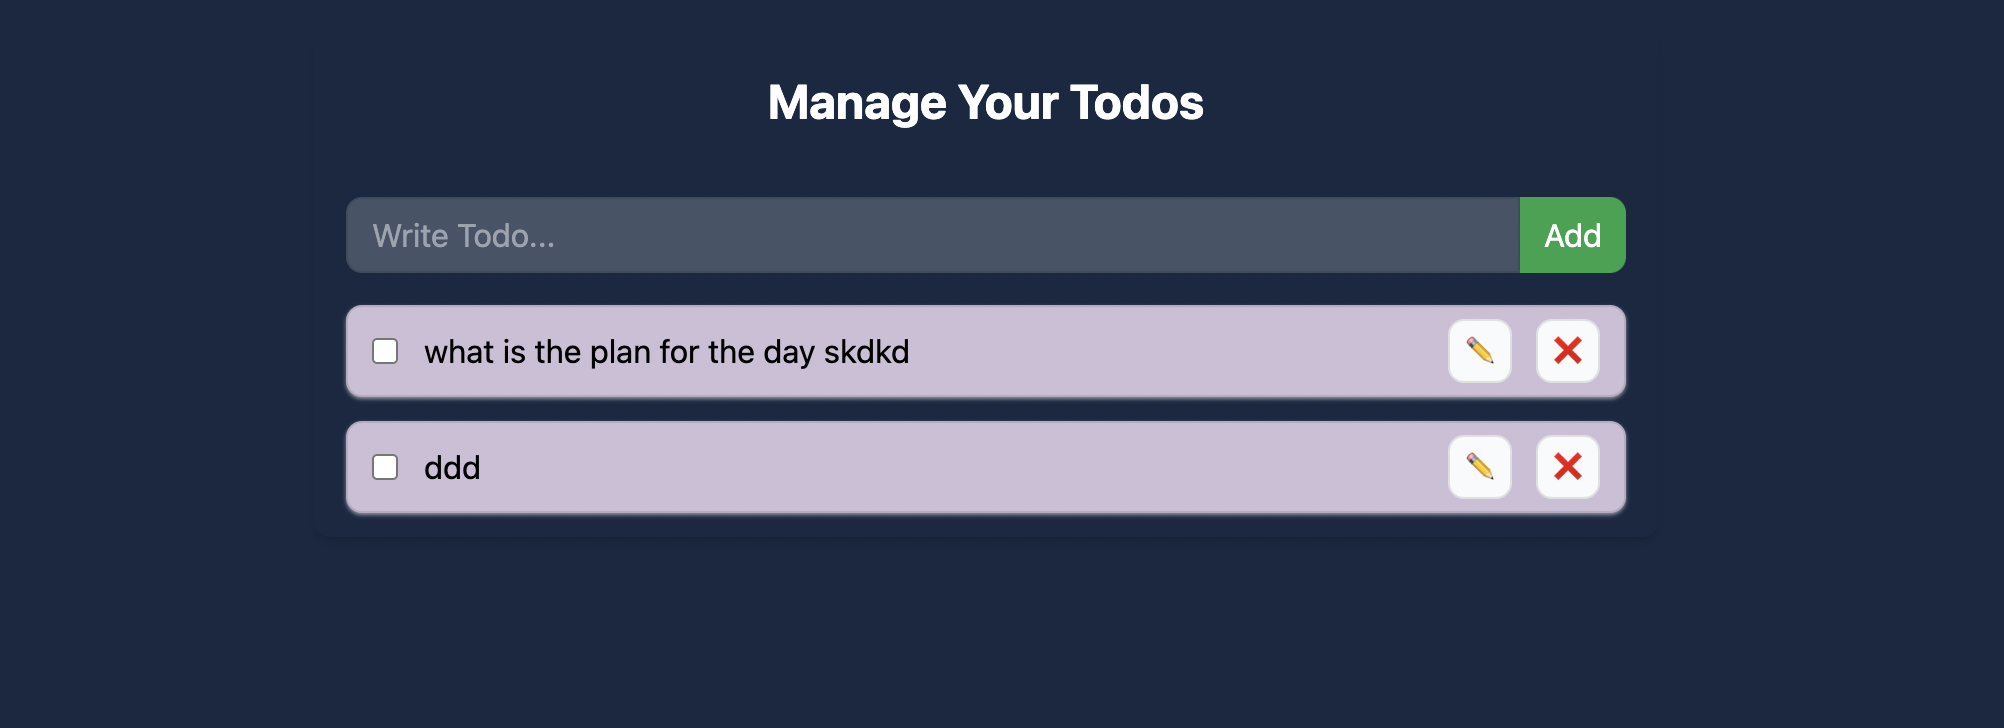 Manage Your Todos
Write Todo...
Add
what is the plan for the day skdkd
ddd